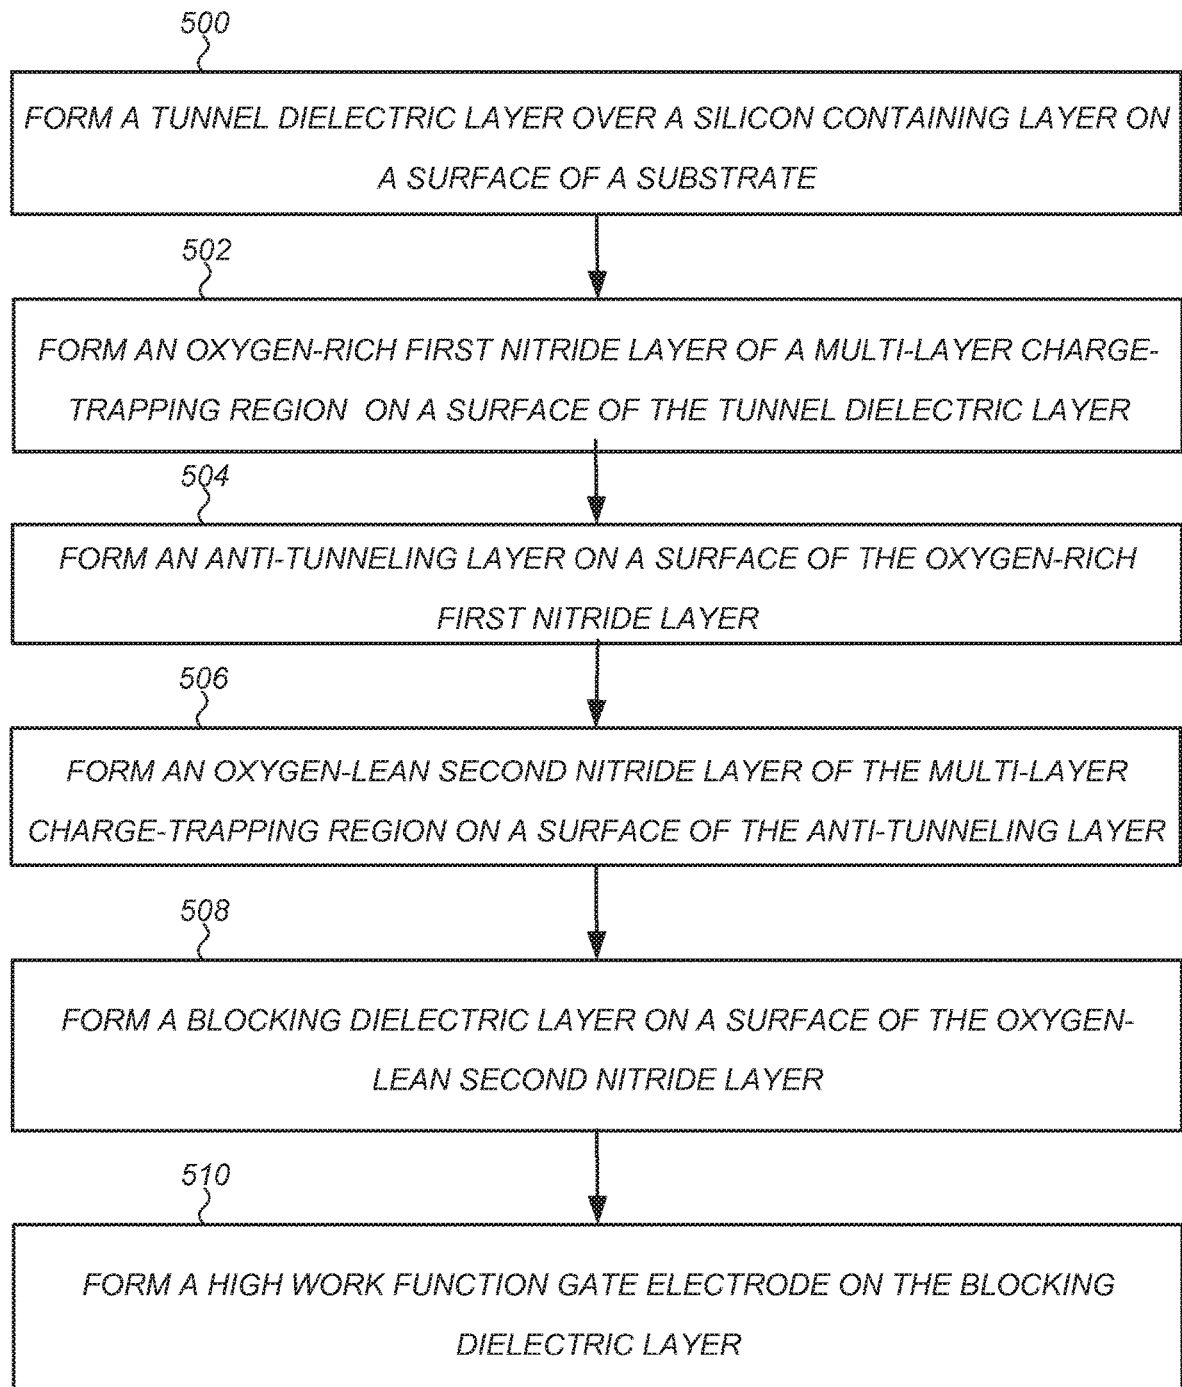 500
FORM A TUNNEL DIELECTRIC LAYER OVER A SILICON CONTAINING LAYER ON
A SURFACE OF A SUBSTRATE
502
FORM AN OXYGEN-RICH FIRST NITRIDE LAYER OF A MULTI-LAYER CHARGE-
TRAPPING REGION ON A SURFACE OF THE TUNNEL DIELECTRIC LAYER
504
FORM AN ANTI-TUNNELING LAYER ON A SURFACE OF THE OXYGEN-RICH
FIRST NITRIDE LAYER
506
FORM AN OXYGEN-LEAN SECOND NITRIDE LAYER OF THE MULTI-LAYER
CHARGE-TRAPPING REGION ON A SURFACE OF THE ANTI-TUNNELING LAYER
508
FORM A BLOCKING DIELECTRIC LAYER ON A SURFACE OF THE OXYGEN-
LEAN SECOND NITRIDE LAYER
510
FORM A HIGH WORK FUNCTION GATE ELECTRODE ON THE BLOCKING
DIELECTRIC LAYER